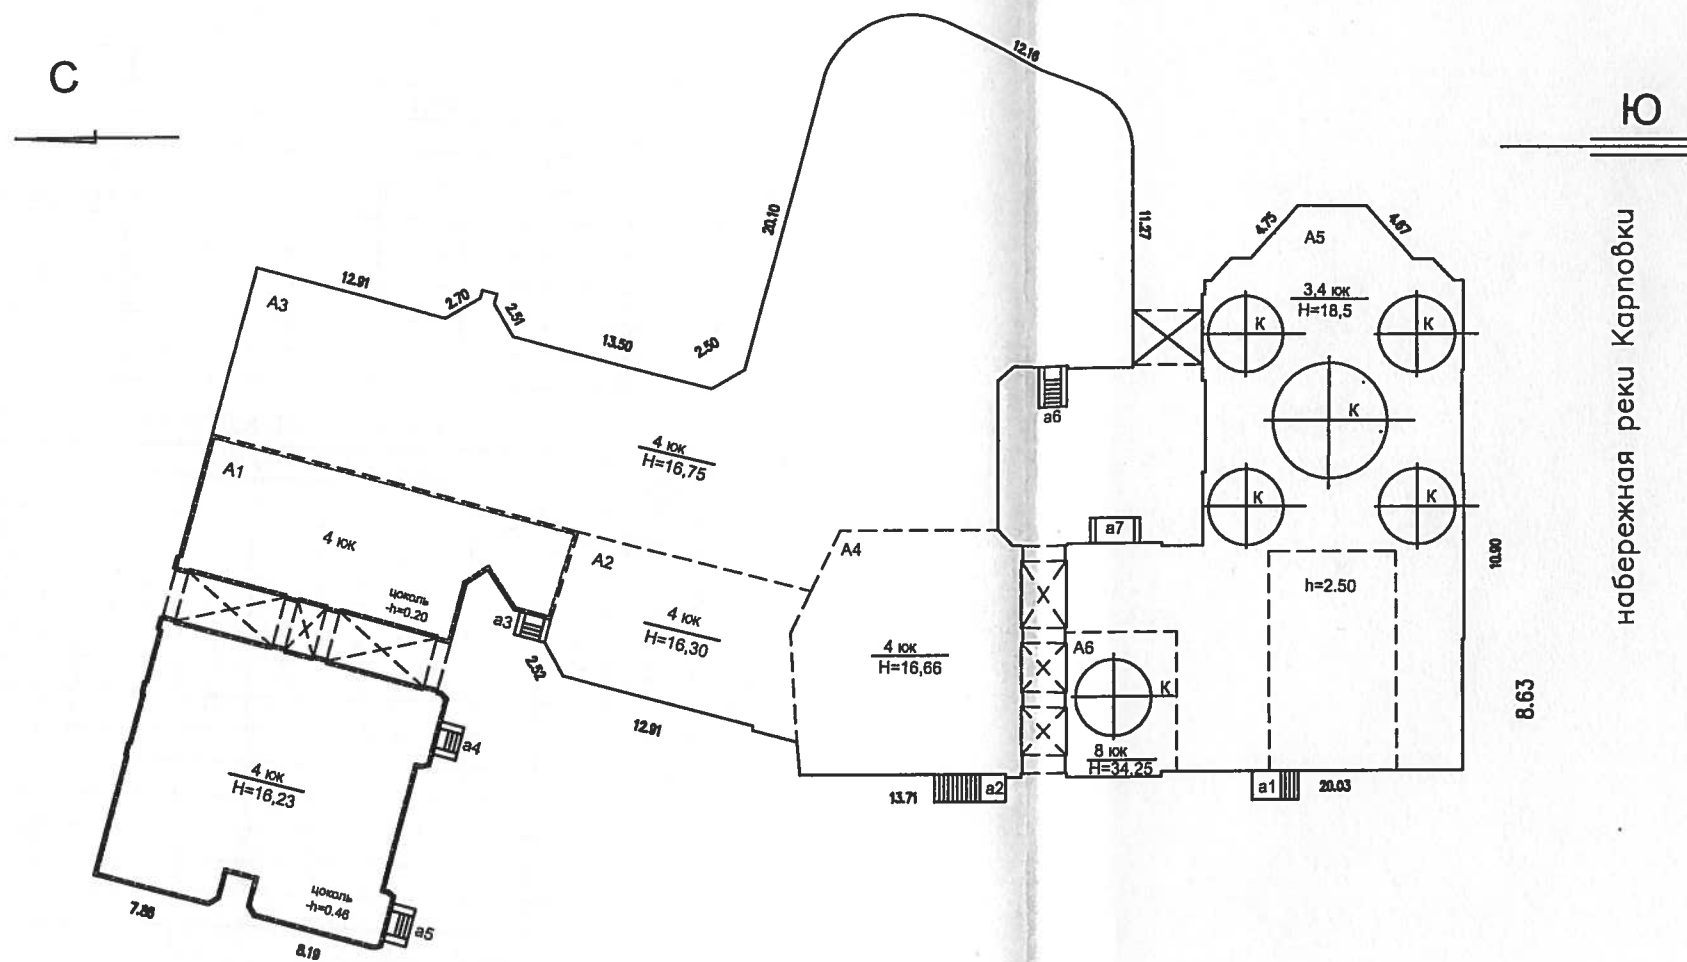 С
Ю
набережная реки Карповки
12.16
20.10
11.27
4.75
4.67
А5
3,4 юк
Н=18,5
К
К
К
К
К
12.91
А3
2.70
2.51
13.50
2.50
а6
4 юк
Н=16,75
А1
4 юк
цоколь
-h=0.20
а3
2.52
А2
4 юк
Н=16,30
12.91
А4
4 юк
Н=16,66
а7
h=2.50
10.90
8.63
А6
К
8 юк
Н=34,25
а1
20.03
13.71
а2
а4
4 юк
Н=16,23
цоколь
-h=0.46
а5
7.86
8.19